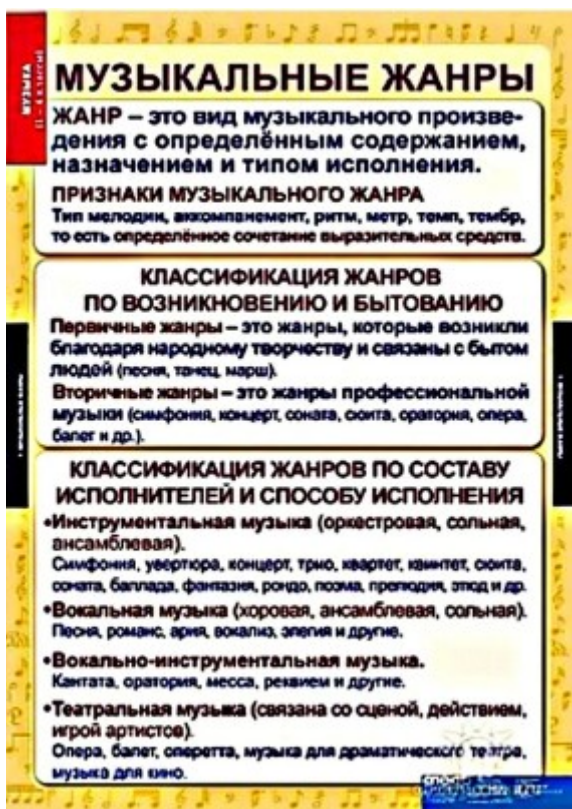 МУЗЫКА
МУЗЫКАЛЬНЫЕ ЖАНРЫ
ЖАНР – это вид музыкального произве-
дения с определённым содержанием,
назначением и типом исполнения.
ПРИЗНАКИ МУЗЫКАЛЬНОГО ЖАНРА
Тип мелодии, аккомпанемент, ритм, метр, темп, тембр,
то есть определённое сочетание выразительных средств.
КЛАССИФИКАЦИЯ ЖАНРОВ
ПО ВОЗНИКНОВЕНИЮ И БЫТОВАНИЮ
Первичные жанры – это жанры, которые возникли
благодаря народному творчеству и связаны с бытом
людей (песня, танец, марш).
Вторичные жанры – это жанры профессиональной
музыки (симфония, концерт, соната, сюита, оратория, опера,
балет и др.).
КЛАССИФИКАЦИЯ ЖАНРОВ ПО СОСТАВУ
ИСПОЛНИТЕЛЕЙ И СПОСОБУ ИСПОЛНЕНИЯ
•Инструментальная музыка (оркестровая, сольная,
ансамблевая).
Симфония, увертюра, концерт, трио, квартет, квинтет, сюита,
соната, баллада, фантазия, рондо, поэма, прелюдия, этюд и др.
•Вокальная музыка (хоровая, ансамблевая, сольная).
Песня, романс, ария, вокализ, элегия и другие.
•Вокально-инструментальная музыка.
Кантата, оратория, месса, реквием и другие.
•Театральная музыка (связана со сценой, действием,
игрой артистов).
Опера, балет, оперетта, музыка для драматического театра,
музыка для кино.